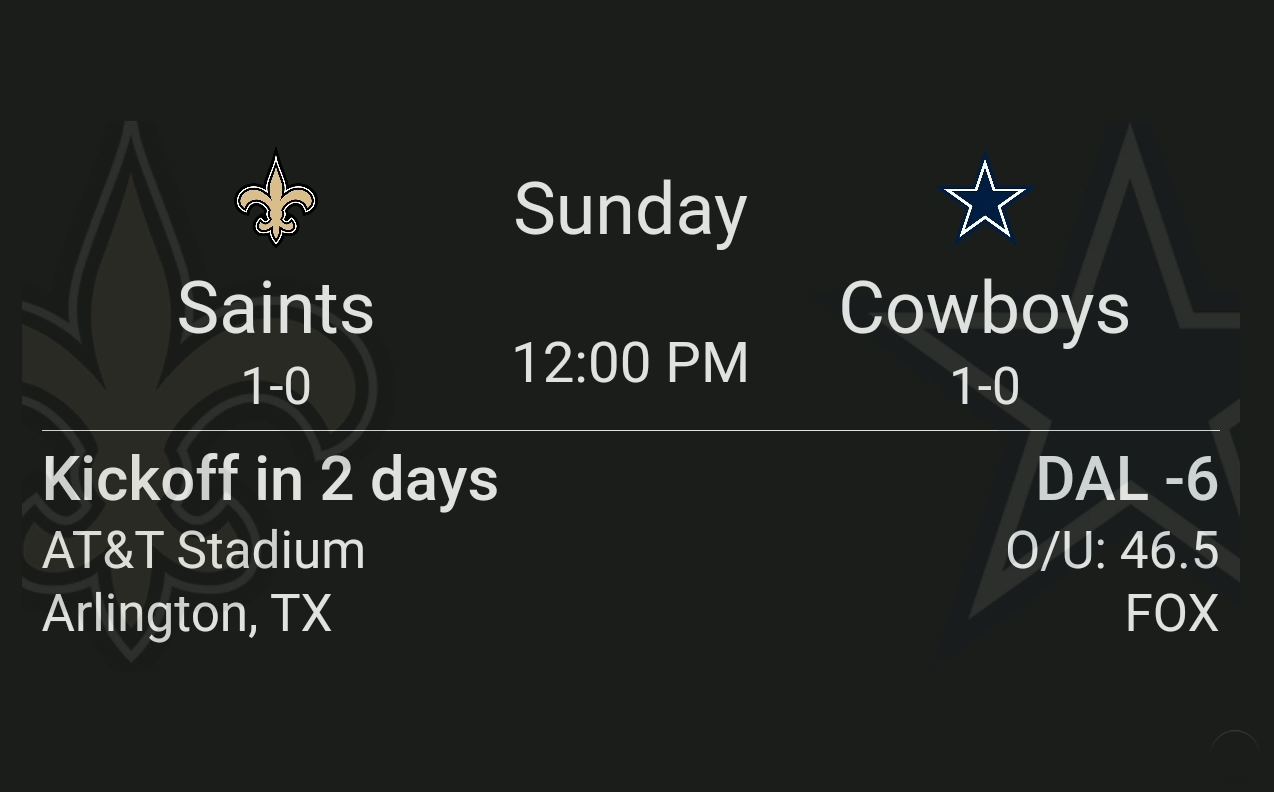 Sunday
Saints
Cowboys
12:00 PM
1-0
1-0
Kickoff in 2 days
DAL -6
AT&T Stadium
O/U: 46.5
Arlington, TX
FOX